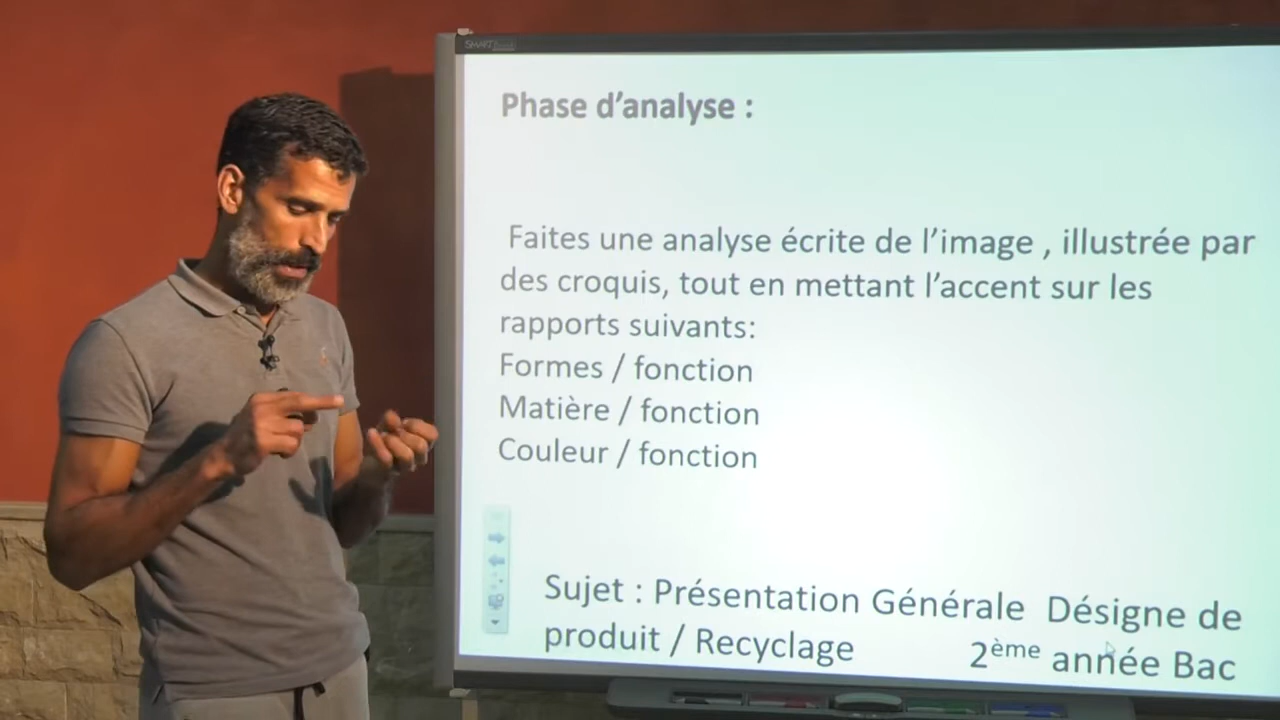 SMART
Phase d'analyse :
Faites une analyse écrite de l'image , illustrée par
des croquis, tout en mettant l'accent sur les
rapports suivants:
Formes / fonction
Matière / fonction
Couleur / fonction
Sujet : Présentation Générale Désigne de
produit / Recyclage 2ème année Bac